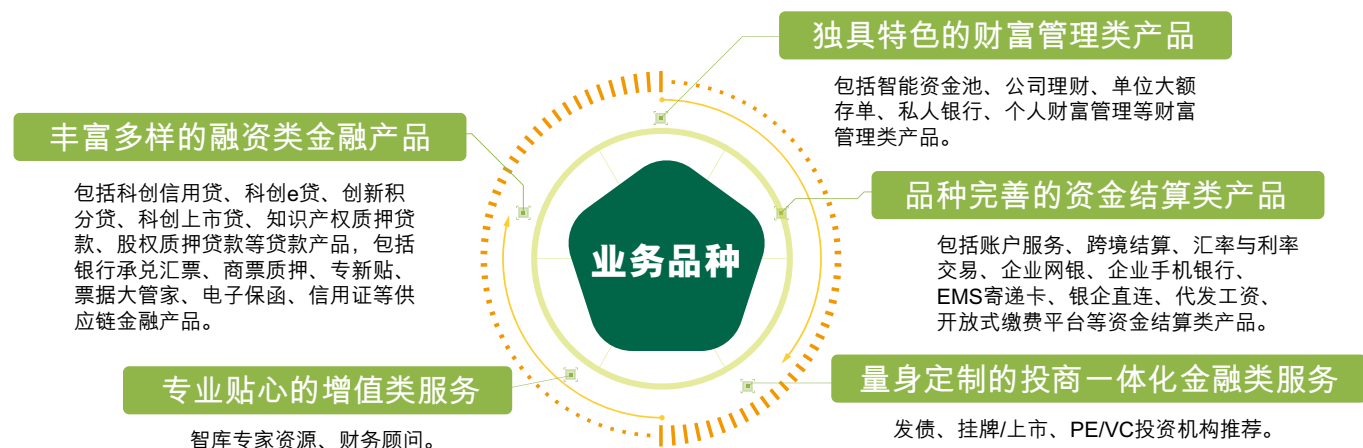 独具特色的财富管理类产品
包括智能资金池、公司理财、单位大额
存单、私人银行、个人财富管理等财富
管理类产品。
丰富多样的融资类金融产品
包括科创信用贷、科创e贷、创新积
分贷、科创上市贷、知识产权质押贷
款、股权质押贷款等贷款产品，包括
银行承兑汇票、商票质押、专新贴、
票据大管家、电子保函、信用证等供
应链金融产品。
品种完善的资金结算类产品
包括账户服务、跨境结算、汇率与利率
交易、企业网银、企业手机银行、
EMS寄递卡、银企直连、代发工资、
开放式缴费平台等资金结算类产品。
业务品种
专业贴心的增值类服务
智库专家资源、财务顾问。
量身定制的投商一体化金融类服务
发债、挂牌/上市、PE/VC投资机构推荐。